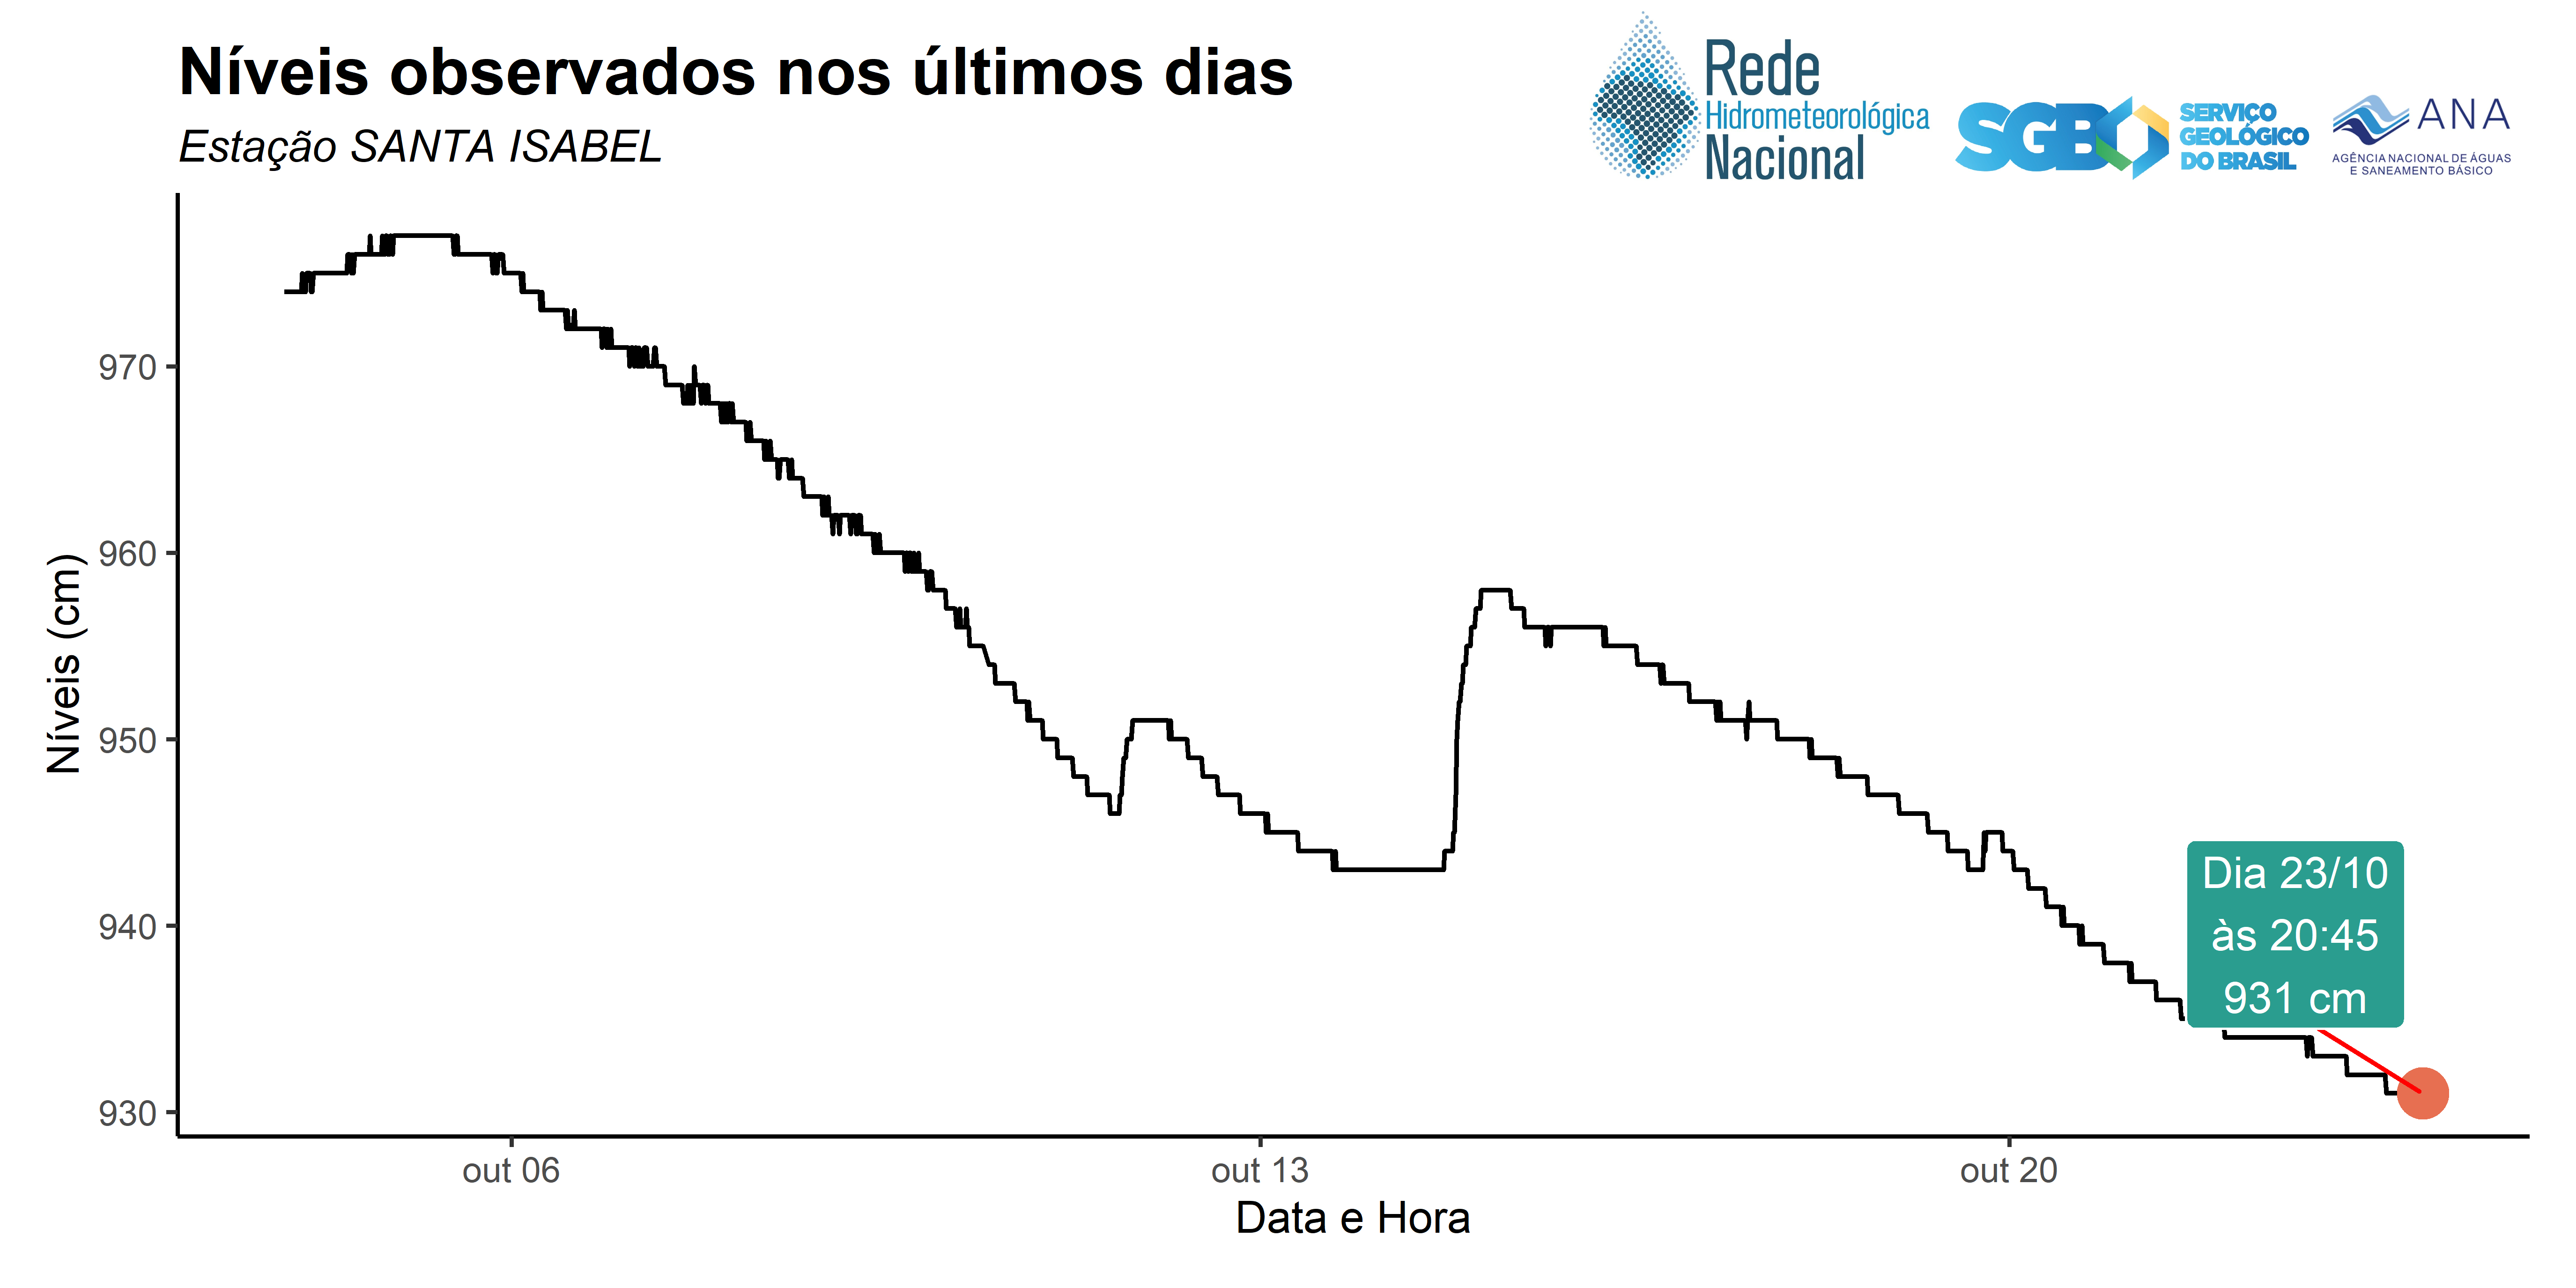 Níveis observados nos últimos dias
Estação SANTA ISABEL
Rede
Hidrometeorológica
Nacional
SGB
SERVIÇO
GEOLÓGICO
DO BRASIL
ANA
AGÊNCIA NACIONAL DE ÁGUAS
E SANEAMENTO BÁSICO
Níveis (cm)
970
960
950
940
930
Dia 23/10
às 20:45
931 cm
out 06
out 13
out 20
Data e Hora